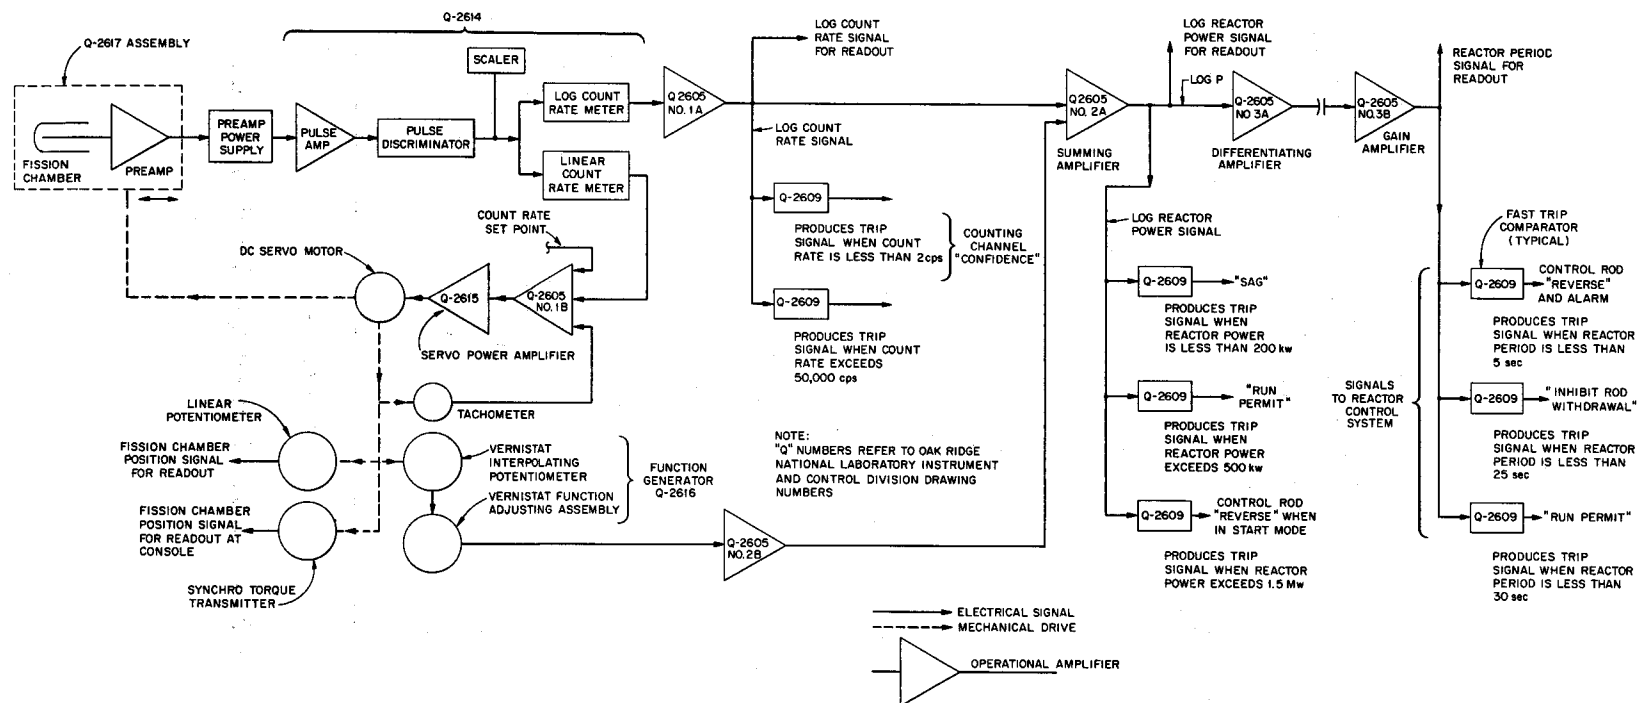 Q-2614
Q-2617 ASSEMBLY
SCALER
LOG COUNT
RATE METER
PREAMP
POWER
SUPPLY
PULSE
AMP
PULSE
DISCRIMINATOR
LINEAR
COUNT
RATE METER
FISSION
CHAMBER
PREAMP
Q 2605
NO. 1A
LOG COUNT
RATE SIGNAL
FOR READOUT
LOG COUNT
RATE SIGNAL
Q-2609
PRODUCES TRIP
SIGNAL WHEN COUNT
RATE IS LESS THAN 2 cps
COUNTING
CHANNEL
"CONFIDENCE"
Q-2609
PRODUCES TRIP
SIGNAL WHEN COUNT
RATE EXCEEDS
50,000 cps
COUNT RATE
SET POINT
DC SERVO MOTOR
Q-2615
Q-2605
NO. 1B
SERVO POWER AMPLIFIER
TACHOMETER
LINEAR
POTENTIOMETER
FISSION CHAMBER
POSITION SIGNAL
FOR READOUT
VERNISTAT
INTERPOLATING
POTENTIOMETER
VERNISTAT FUNCTION
ADJUSTING ASSEMBLY
FUNCTION
GENERATOR
Q-2616
FISSION CHAMBER
POSITION SIGNAL
FOR READOUT AT
CONSOLE
SYNCHRO TORQUE
TRANSMITTER
Q-2605
NO. 2B
NOTE:
"Q" NUMBERS REFER TO OAK RIDGE
NATIONAL LABORATORY INSTRUMENT
AND CONTROL DIVISION DRAWING
NUMBERS
Q2605
NO. 2A
SUMMING
AMPLIFIER
LOG REACTOR
POWER SIGNAL
FOR READOUT
LOG P
Q-2605
NO 3A
DIFFERENTIATING
AMPLIFIER
Q-2605
NO.3B
GAIN
AMPLIFIER
REACTOR PERIOD
SIGNAL FOR
READOUT
LOG REACTOR
POWER SIGNAL
Q-2609
"SAG"
PRODUCES TRIP
SIGNAL WHEN
REACTOR POWER
IS LESS THAN 200 kw
Q-2609
"RUN
PERMIT"
PRODUCES TRIP
SIGNAL WHEN
REACTOR POWER
EXCEEDS 500 kw
Q-2609
CONTROL ROD
"REVERSE" WHEN
IN START MODE
PRODUCES TRIP
SIGNAL WHEN REACTOR
POWER EXCEEDS 1.5 Mw
SIGNALS
TO REACTOR
CONTROL
SYSTEM
FAST TRIP
COMPARATOR
(TYPICAL)
Q-2609
CONTROL ROD
"REVERSE"
AND ALARM
PRODUCES TRIP
SIGNAL WHEN REACTOR
PERIOD IS LESS THAN
5 sec
Q-2609
"INHIBIT ROD
WITHDRAWAL"
PRODUCES TRIP
SIGNAL WHEN REACTOR
PERIOD IS LESS THAN
25 sec
Q-2609
"RUN PERMIT"
PRODUCES TRIP
SIGNAL WHEN REACTOR
PERIOD IS LESS THAN
30 sec
ELECTRICAL SIGNAL
MECHANICAL DRIVE
OPERATIONAL AMPLIFIER